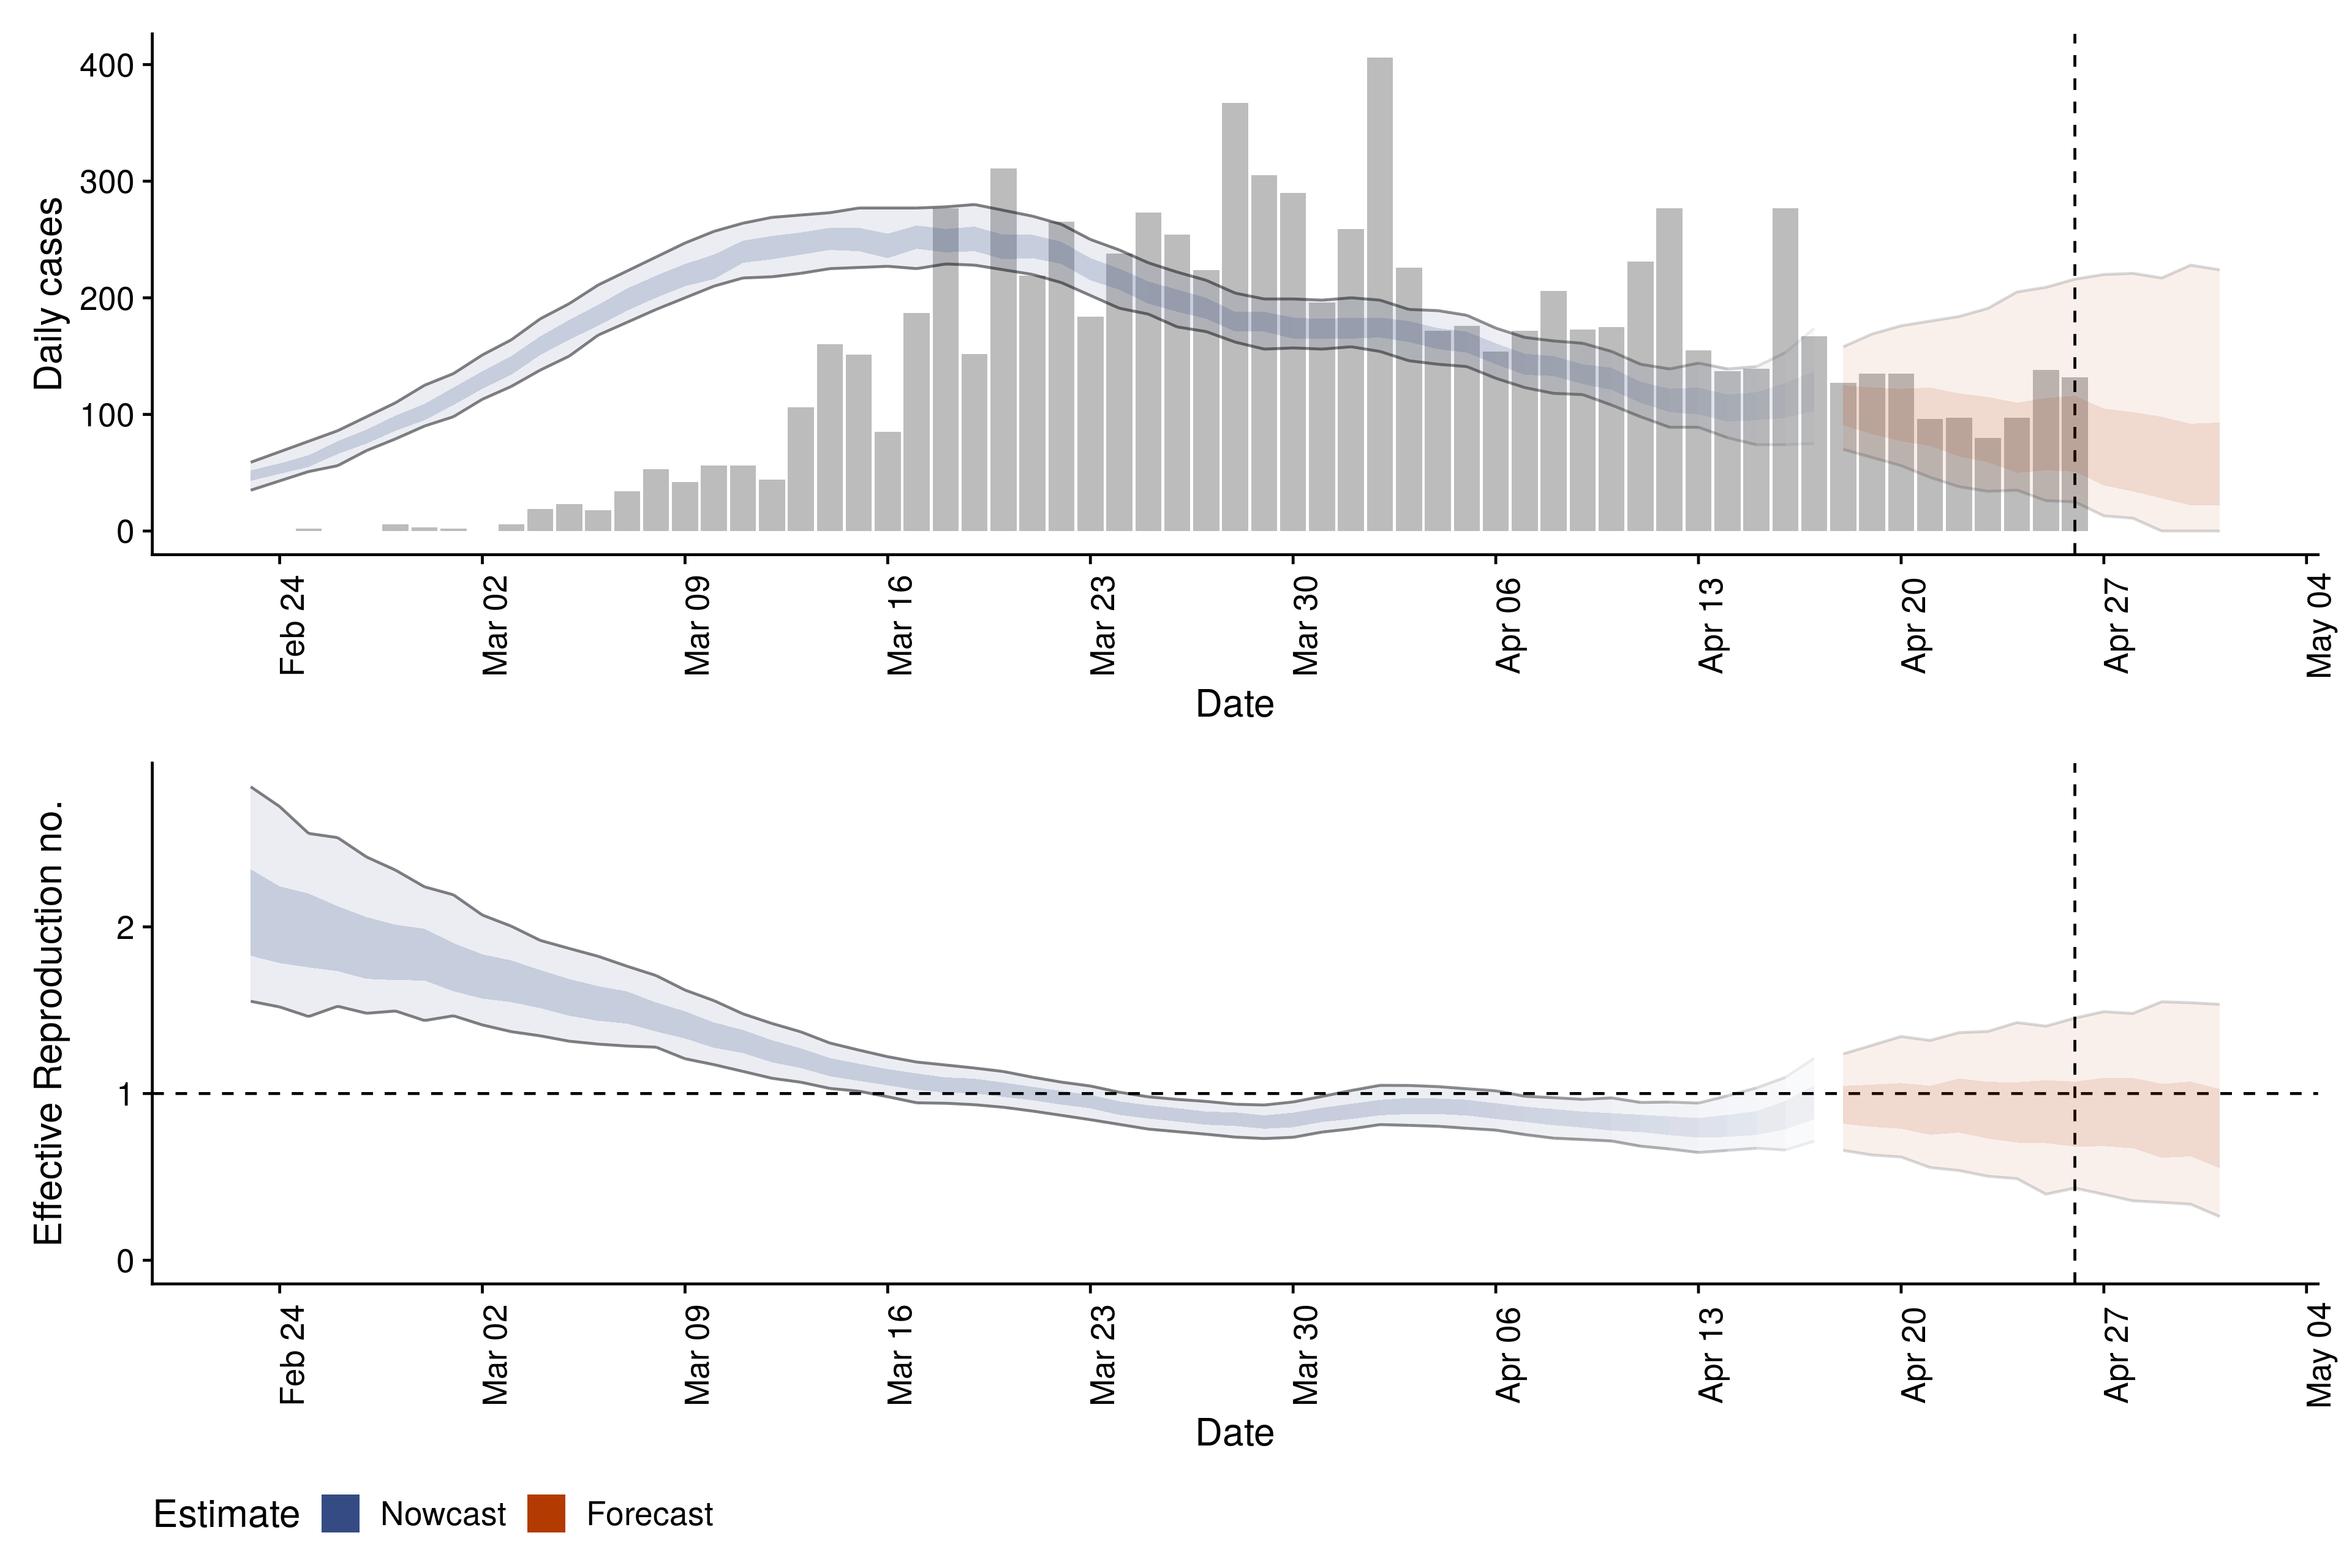 Daily cases
400
300
200
100
0
Feb 24
Mar 02
Mar 09
Mar 16
Mar 23
Mar 30
Apr 06
Apr 13
Apr 20
Apr 27
May 04
Date
Effective Reproduction no.
2
1
0
Feb 24
Mar 02
Mar 09
Mar 16
Mar 23
Mar 30
Apr 06
Apr 13
Apr 20
Apr 27
May 04
Date
Estimate Nowcast Forecast